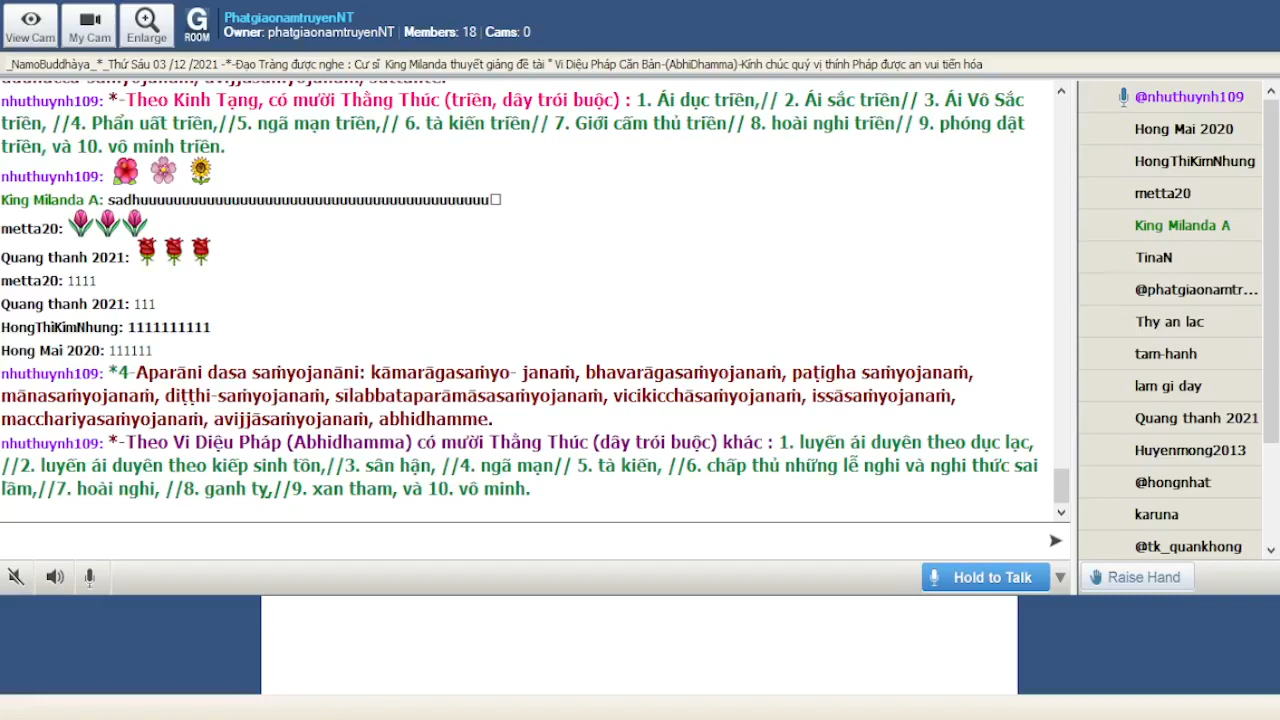 View Cam
My Cam
Enlarge
G
ROOM
PhatgiaonamtruyenNT
Owner: phatgiaonamtruyenNT | Members: 18 | Cams: 0
_NamoBuddhàya_*_Thứ Sáu 03 /12 /2021 -*-Đạo Tràng được nghe : Cư sĩ King Milanda thuyết giảng đề tài " Vi Diệu Pháp Căn Bản-(AbhiDhamma)-Kính chúc quý vị thính Pháp được an vui tiến hóa
nhuthuynh109: *-Theo Kinh Tạng, có mười Thằng Thúc (triền, dây trói buộc) : 1. Ái dục triền,// 2. Ái sắc triền// 3. Ái Vô Sắc
triền, //4. Phẩn uất triền,//5. ngã mạn triền,// 6. tà kiến triền// 7. Giới cấm thủ triền// 8. hoài nghi triền// 9. phóng dật
triền, và 10. vô minh triền.
nhuthuynh109:
King Milanda A: sadhuuuuuuuuuuuuuuuuuuuuuuuuuuuuuuuuuuuuuuuuuu□
metta20:
Quang thanh 2021:
metta20: 1111
Quang thanh 2021: 111
HongThiKimNhung: 1111111111
Hong Mai 2020: 111111
nhuthuynh109: *4-Aparāni dasa saṁyojanāni: kāmarāgasaṁyo- janaṁ, bhavarāgasaṁyojanaṁ, paṭigha saṁyojanaṁ,
mānasaṁyojanaṁ, diṭṭhi-saṁyojanaṁ, sīlabbataparāmāsasaṁyojanaṁ, vicikicchāsaṁyojanaṁ, issāsaṁyojanaṁ,
macchariyasaṁyojanaṁ, avijjāsaṁyojanaṁ, abhidhamme.
nhuthuynh109: *-Theo Vi Diệu Pháp (Abhidhamma) có mười Thằng Thúc (dây trói buộc) khác : 1. luyến ái duyên theo dục lạc,
//2. luyến ái duyên theo kiếp sinh tồn,//3. sân hận, //4. ngã mạn// 5. tà kiến, //6. chấp thủ những lễ nghi và nghi thức sai
lầm,//7. hoài nghi, //8. ganh tỵ,//9. xan tham, và 10. vô minh.
@nhuthuynh109
Hong Mai 2020
HongThiKimNhung
metta20
King Milanda A
TinaN
@phatgiaonamtr...
Thy an lac
tam-hanh
lam gi day
Quang thanh 2021
Huyenmong2013
@hongnhat
karuna
@tk_quankhong
Hold to Talk
Raise Hand